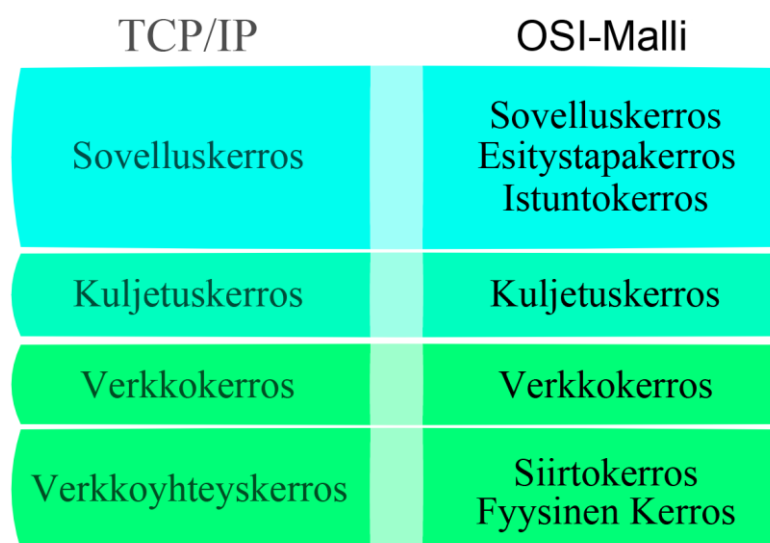 TCP/IP
OSI-Malli
Sovelluskerros
Sovelluskerros
Esitystapakerros
Istuntokerros
Kuljetuskerros
Kuljetuskerros
Verkkokerros
Verkkokerros
Verkkoyhteyskerros
Siirtokerros
Fyysinen Kerros